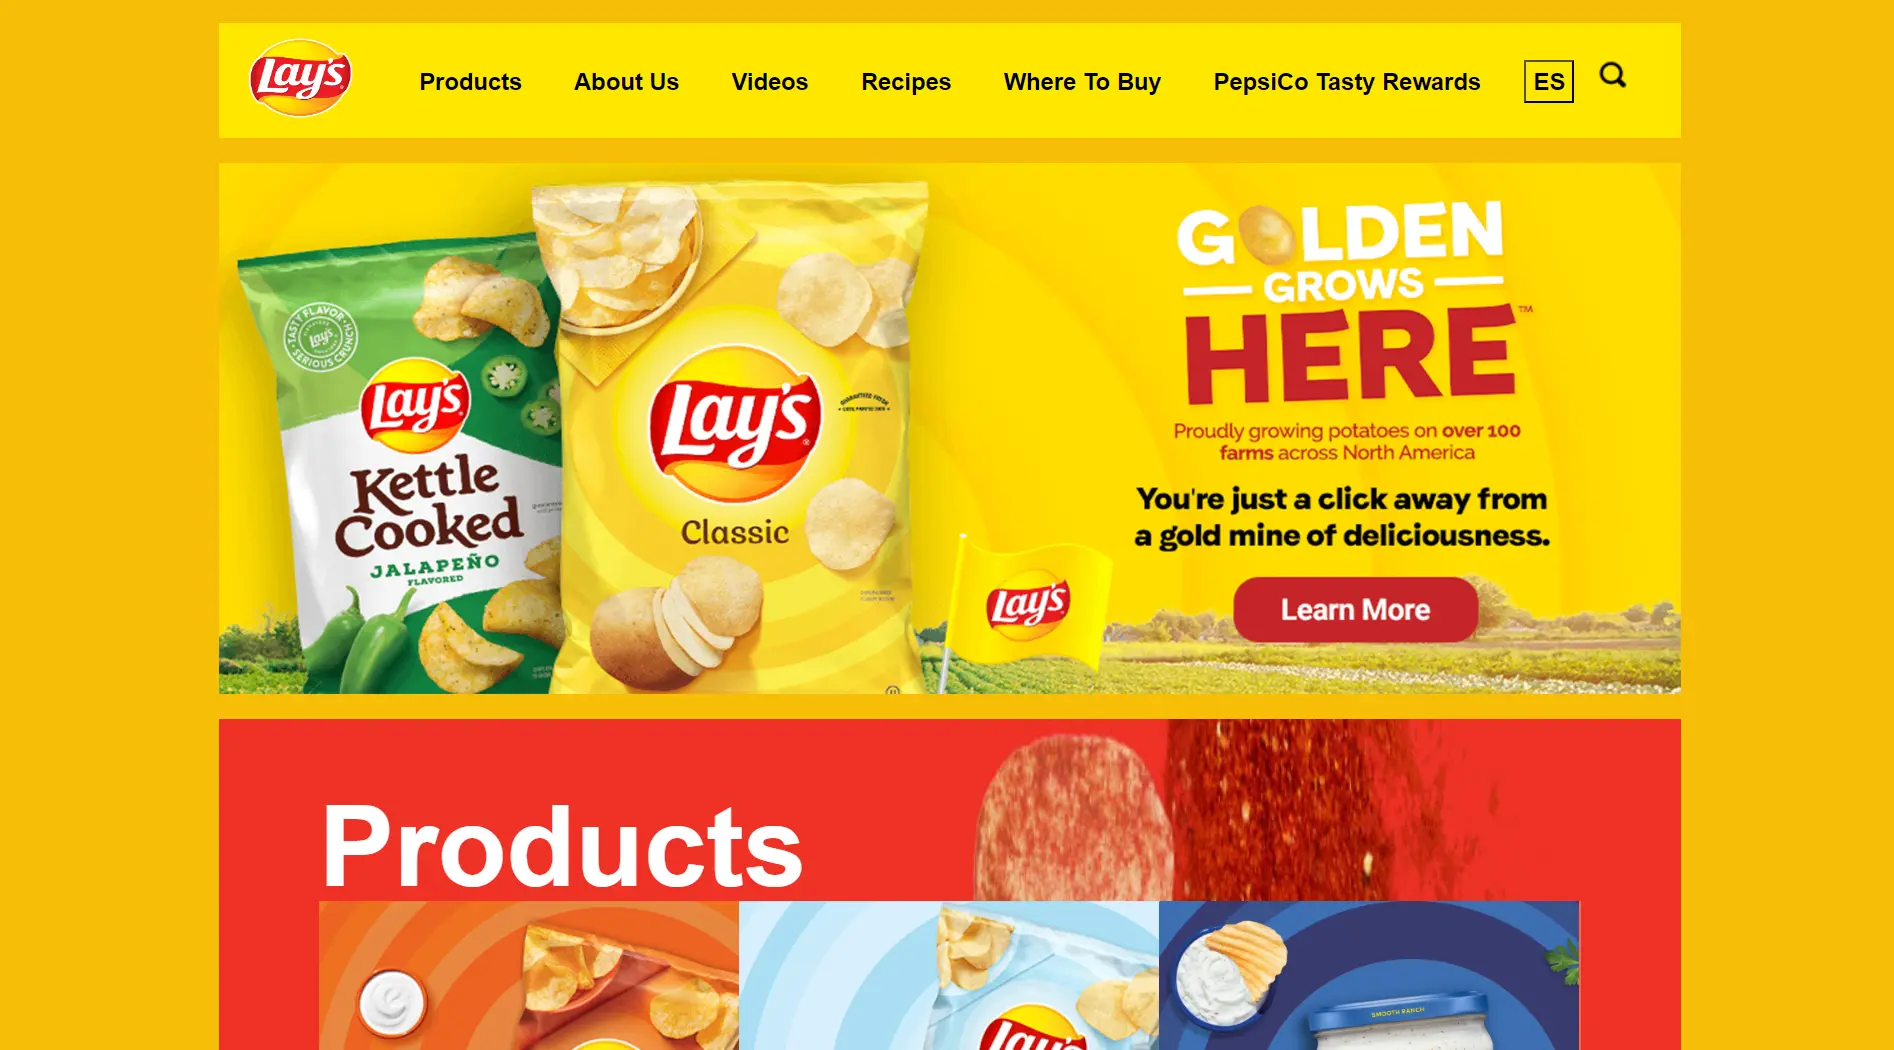 Lay's
Products
About Us
Videos
Recipes
Where To Buy
PepsiCo Tasty Rewards
ES
TASTY FLAVOR
Lay's
SERIOUS CRUNCH
Lay's
Kettle
Cooked
JALAPEÑO
FLAVORED
Lay's
GUARANTEED FRESH
Classic
Lay's
GOLDEN
GROWS
HERE™
Proudly growing potatoes on over 100
farms across North America
You're just a click away from
a gold mine of deliciousness.
Learn More
Products
Lay's
SMOOTH RANCH